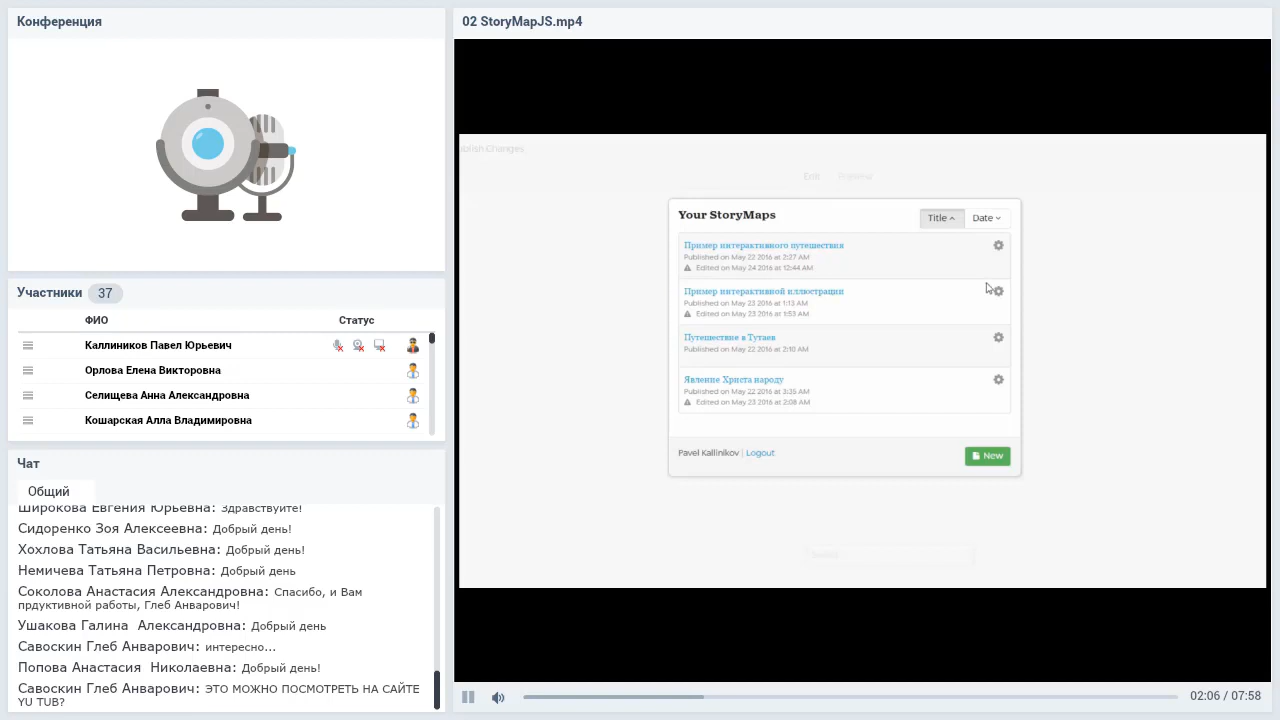 Конференция
Участники 37
ФИО Статус
Каллиников Павел Юрьевич
Орлова Елена Викторовна
Селищева Анна Александровна
Кошарская Алла Владимировна
Чат
Общий
Широкова Евгения Юрьевна: Здравствуйте!
Сидоренко Зоя Алексеевна: Добрый день!
Хохлова Татьяна Васильевна: Добрый день!
Немичева Татьяна Петровна: Добрый день
Соколова Анастасия Александровна: Спасибо, и Вам
прдуктивной работы, Глеб Анварович!
Ушакова Галина Александровна: Добрый день
Савоскин Глеб Анварович: интересно...
Попова Анастасия Николаевна: Добрый день!
Савоскин Глеб Анварович: ЭТО МОЖНО ПОСМОТРЕТЬ НА САЙТЕ
YU TUB?
02 StoryMapJS.mp4
blish Changes
Edit Preview
Your StoryMaps
Title Date
Пример интерактивного путешествия
Published on May 22 2016 at 2:27 AM
Edited on May 24 2016 at 12:44 AM
Пример интерактивной иллюстрации
Published on May 23 2016 at 1:13 AM
Edited on May 23 2016 at 1:53 AM
Путешествие в Тутаев
Published on May 22 2016 at 2:10 AM
Явление Христа народу
Published on May 22 2016 at 3:35 AM
Edited on May 23 2016 at 2:08 AM
Pavel Kallinikov | Logout
New
02:06 / 07:58